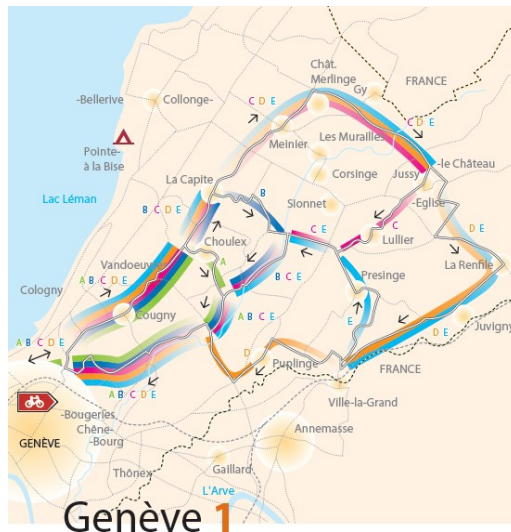 Chât.
Merlinge
Gy
FRANCE
-Bellerive
Collonge-
C D E
C D E
Meinier
Les Murailles
Pointe-
à la Bise
-le Château
La Capite
B
Corsinge
Jussy
Lac Léman
Sionnet
-Eglise
B C D E
C E
C
Lullier
D E
Choulex
Vandoeuv
A
La Renfile
A B C D E
B C E
Presinge
Cologny
Cougny
E
Juvigny
D E
A B C D E
D
Puplinge
FRANCE
A B C D E
Ville-la-Grand
-Bougeries
Chêne-
-Bourg
GENÈVE
Annemasse
Thônex
Gaillard
L'Arve
Genève 1